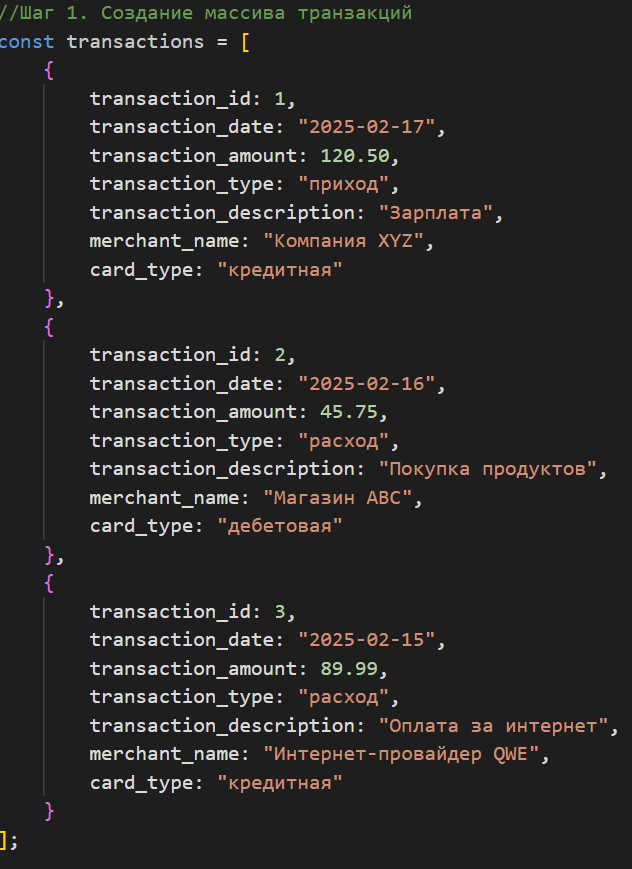 //Шаг 1. Создание массива транзакций
const transactions = [
    {
        transaction_id: 1,
        transaction_date: "2025-02-17",
        transaction_amount: 120.50,
        transaction_type: "приход",
        transaction_description: "Зарплата",
        merchant_name: "Компания XYZ",
        card_type: "кредитная"
    },
    {
        transaction_id: 2,
        transaction_date: "2025-02-16",
        transaction_amount: 45.75,
        transaction_type: "расход",
        transaction_description: "Покупка продуктов",
        merchant_name: "Магазин ABC",
        card_type: "дебетовая"
    },
    {
        transaction_id: 3,
        transaction_date: "2025-02-15",
        transaction_amount: 89.99,
        transaction_type: "расход",
        transaction_description: "Оплата за интернет",
        merchant_name: "Интернет-провайдер QWE",
        card_type: "кредитная"
    }
];